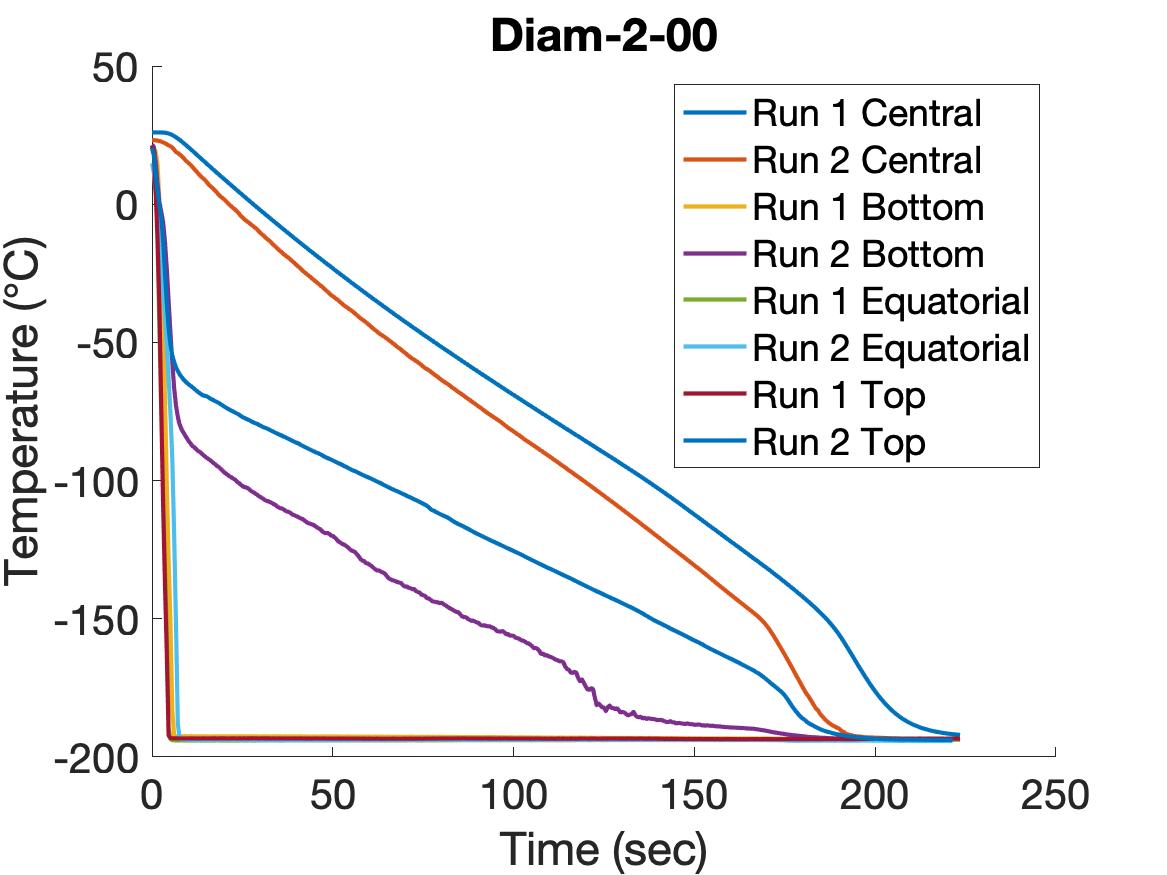 Diam-2-00
Temperature (°C)
50
0
-50
-100
-150
-200
Run 1 Central
Run 2 Central
Run 1 Bottom
Run 2 Bottom
Run 1 Equatorial
Run 2 Equatorial
Run 1 Top
Run 2 Top
0 50 100 150 200 250
Time (sec)